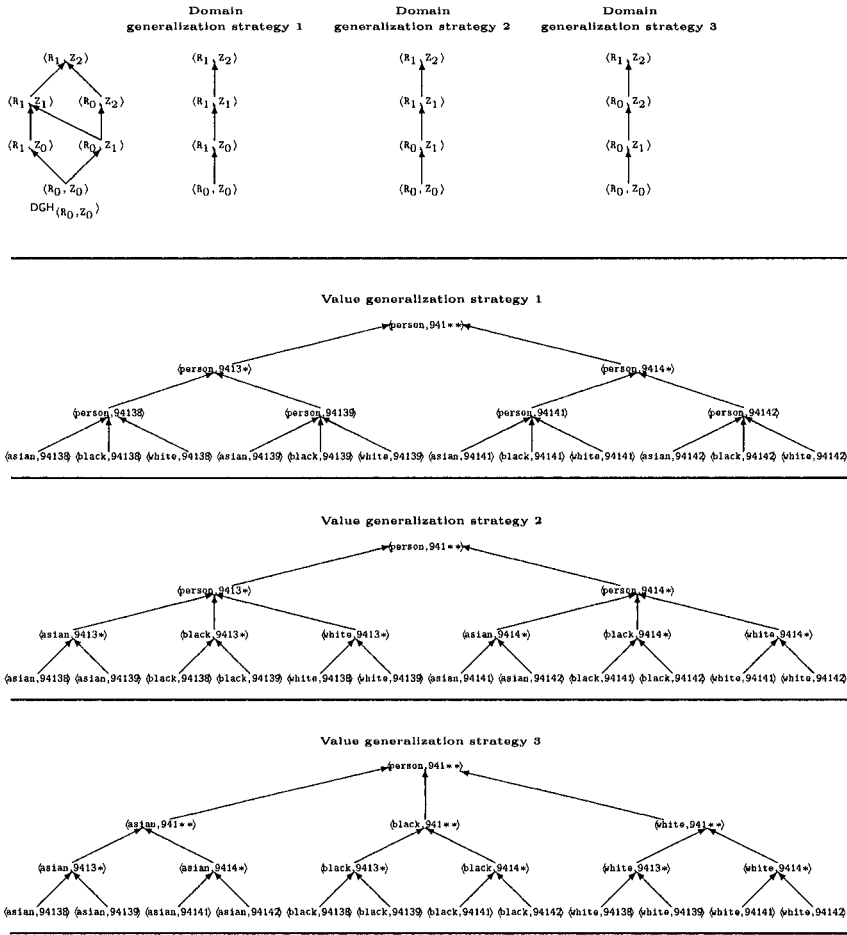 Domain
generalization strategy 1
Domain
generalization strategy 2
Domain
generalization strategy 3
⟨R₁, Z₂⟩ ⟨R₁, Z₂⟩ ⟨R₁, Z₂⟩ ⟨R₁, Z₂⟩
⟨R₁, Z₁⟩ ⟨R₀, Z₂⟩ ⟨R₁, Z₁⟩ ⟨R₁, Z₁⟩ ⟨R₀, Z₂⟩
⟨R₁, Z₀⟩ ⟨R₀, Z₁⟩ ⟨R₁, Z₀⟩ ⟨R₀, Z₁⟩ ⟨R₀, Z₁⟩
⟨R₀, Z₀⟩ ⟨R₀, Z₀⟩ ⟨R₀, Z₀⟩ ⟨R₀, Z₀⟩
DGH⟨R₀, Z₀⟩
Value generalization strategy 1
⟨person,941**⟩
⟨person,9413*⟩ ⟨person,9414*⟩
⟨person,94138⟩ ⟨person,94139⟩ ⟨person,94141⟩ ⟨person,94142⟩
⟨asian,94138⟩ ⟨black,94138⟩ ⟨white,94138⟩ ⟨asian,94139⟩ ⟨black,94139⟩ ⟨white,94139⟩ ⟨asian,94141⟩ ⟨black,94141⟩ ⟨white,94141⟩ ⟨asian,94142⟩ ⟨black,94142⟩ ⟨white,94142⟩
Value generalization strategy 2
⟨person,941**⟩
⟨person,9413*⟩ ⟨person,9414*⟩
⟨asian,9413*⟩ ⟨black,9413*⟩ ⟨white,9413*⟩ ⟨asian,9414*⟩ ⟨black,9414*⟩ ⟨white,9414*⟩
⟨asian,94138⟩ ⟨asian,94139⟩ ⟨black,94138⟩ ⟨black,94139⟩ ⟨white,94138⟩ ⟨white,94139⟩ ⟨asian,94141⟩ ⟨asian,94142⟩ ⟨black,94141⟩ ⟨black,94142⟩ ⟨white,94141⟩ ⟨white,94142⟩
Value generalization strategy 3
⟨person,941**⟩
⟨asian,941**⟩ ⟨black,941**⟩ ⟨white,941**⟩
⟨asian,9413*⟩ ⟨asian,9414*⟩ ⟨black,9413*⟩ ⟨black,9414*⟩ ⟨white,9413*⟩ ⟨white,9414*⟩
⟨asian,94138⟩ ⟨asian,94139⟩ ⟨asian,94141⟩ ⟨asian,94142⟩ ⟨black,94138⟩ ⟨black,94139⟩ ⟨black,94141⟩ ⟨black,94142⟩ ⟨white,94138⟩ ⟨white,94139⟩ ⟨white,94141⟩ ⟨white,94142⟩